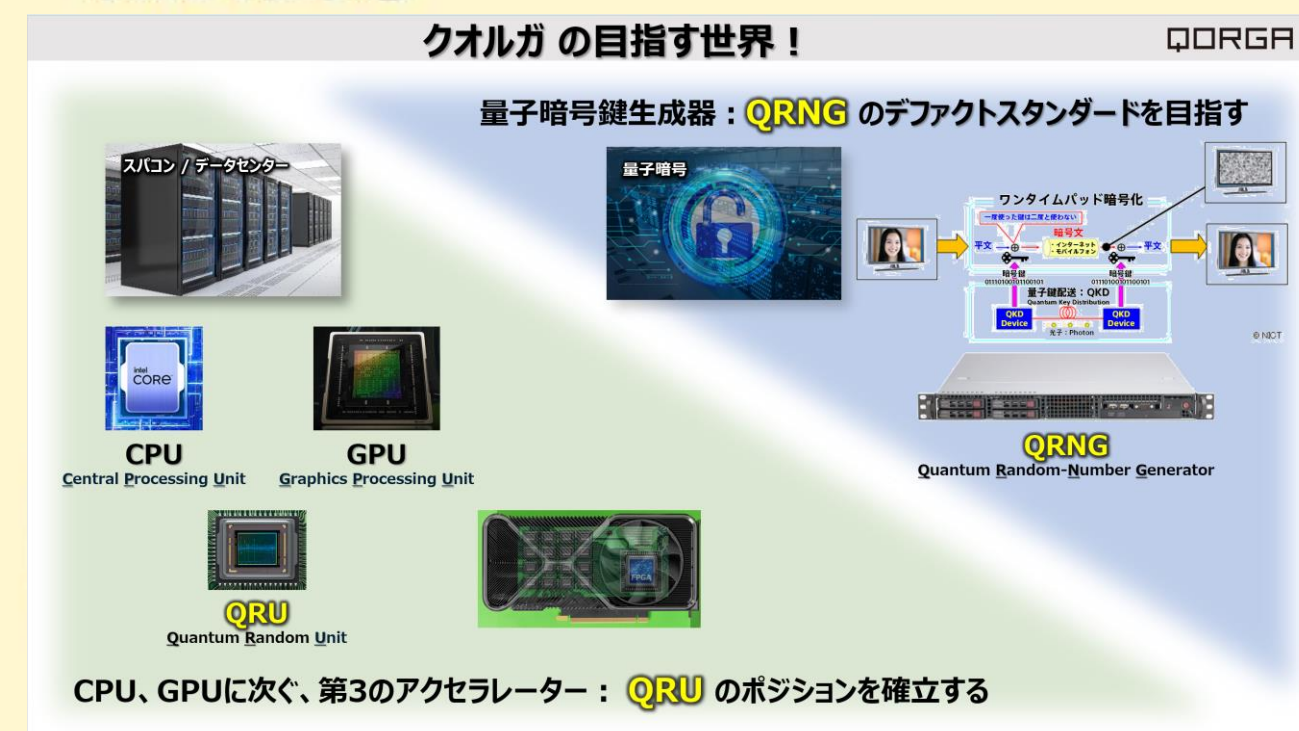 クオルガ の目指す世界！
QORGA
量子暗号鍵生成器：QRNG のデファクトスタンダードを目指す
スパコン / データセンター
量子暗号
ワンタイムパッド暗号化
一度使った鍵は二度と使わない
暗号文
平文
・インターネット
・モバイルフォン
平文
暗号鍵
01110100101100101
暗号鍵
01110100101100101
量子鍵配送：QKD
Quantum Key Distribution
QKD
Device
QKD
Device
光子：Photon
© NICT
intel
CORE
CPU
Central Processing Unit
GPU
Graphics Processing Unit
QRNG
Quantum Random-Number Generator
FPGA
QRU
Quantum Random Unit
CPU、GPUに次ぐ、第3のアクセラレーター： QRU のポジションを確立する